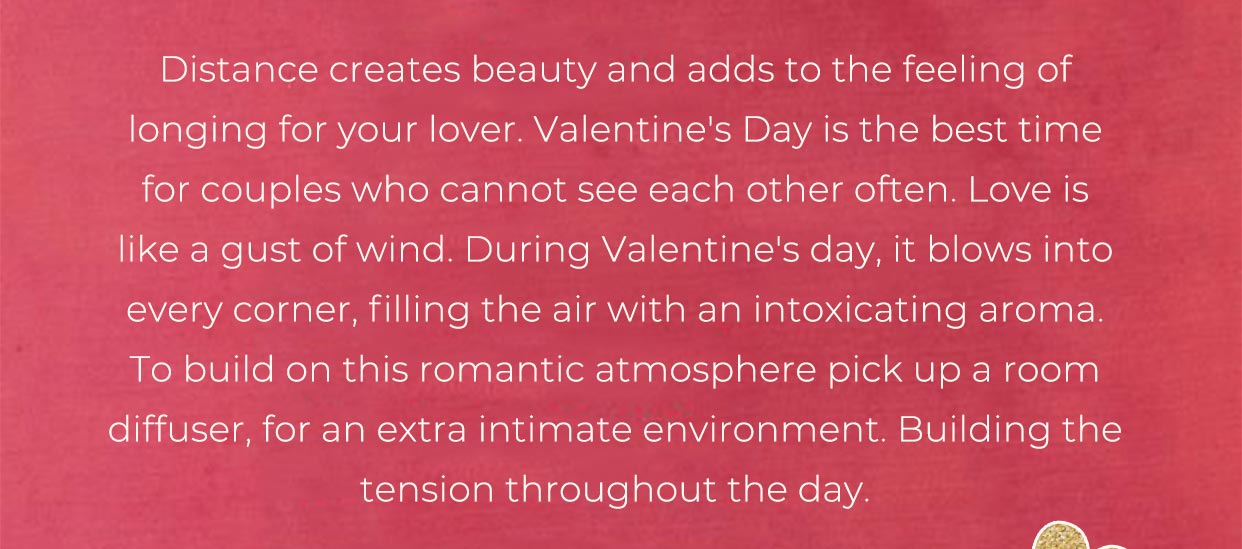 Distance creates beauty and adds to the feeling of
longing for your lover. Valentine's Day is the best time
for couples who cannot see each other often. Love is
like a gust of wind. During Valentine's day, it blows into
every corner, filling the air with an intoxicating aroma.
To build on this romantic atmosphere pick up a room
diffuser, for an extra intimate environment. Building the
tension throughout the day.